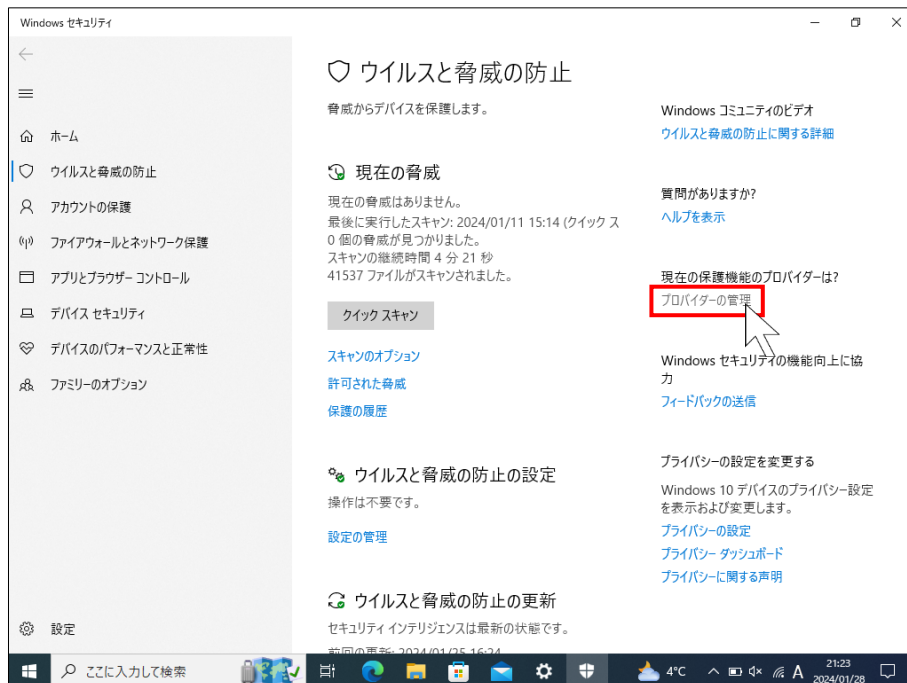 Windows セキュリティ
ホーム
ウイルスと脅威の防止
アカウントの保護
ファイアウォールとネットワーク保護
アプリとブラウザー コントロール
デバイス セキュリティ
デバイスのパフォーマンスと正常性
ファミリーのオプション
設定
ウイルスと脅威の防止
脅威からデバイスを保護します。
現在の脅威
現在の脅威はありません。
最後に実行したスキャン: 2024/01/11 15:14 (クイック ス
0 個の脅威が見つかりました。
スキャンの継続時間 4 分 21 秒
41537 ファイルがスキャンされました。
クイック スキャン
スキャンのオプション
許可された脅威
保護の履歴
ウイルスと脅威の防止の設定
操作は不要です。
設定の管理
ウイルスと脅威の防止の更新
セキュリティ インテリジェンスは最新の状態です。
前回の更新: 2024/01/25 16:24
Windows コミュニティのビデオ
ウイルスと脅威の防止に関する詳細
質問がありますか?
ヘルプを表示
現在の保護機能のプロバイダーは?
プロバイダーの管理
Windows セキュリティの機能向上に協
力
フィードバックの送信
プライバシーの設定を変更する
Windows 10 デバイスのプライバシー設定
を表示および変更します。
プライバシーの設定
プライバシー ダッシュボード
プライバシーに関する声明
ここに入力して検索
4°C
A
21:23
2024/01/28